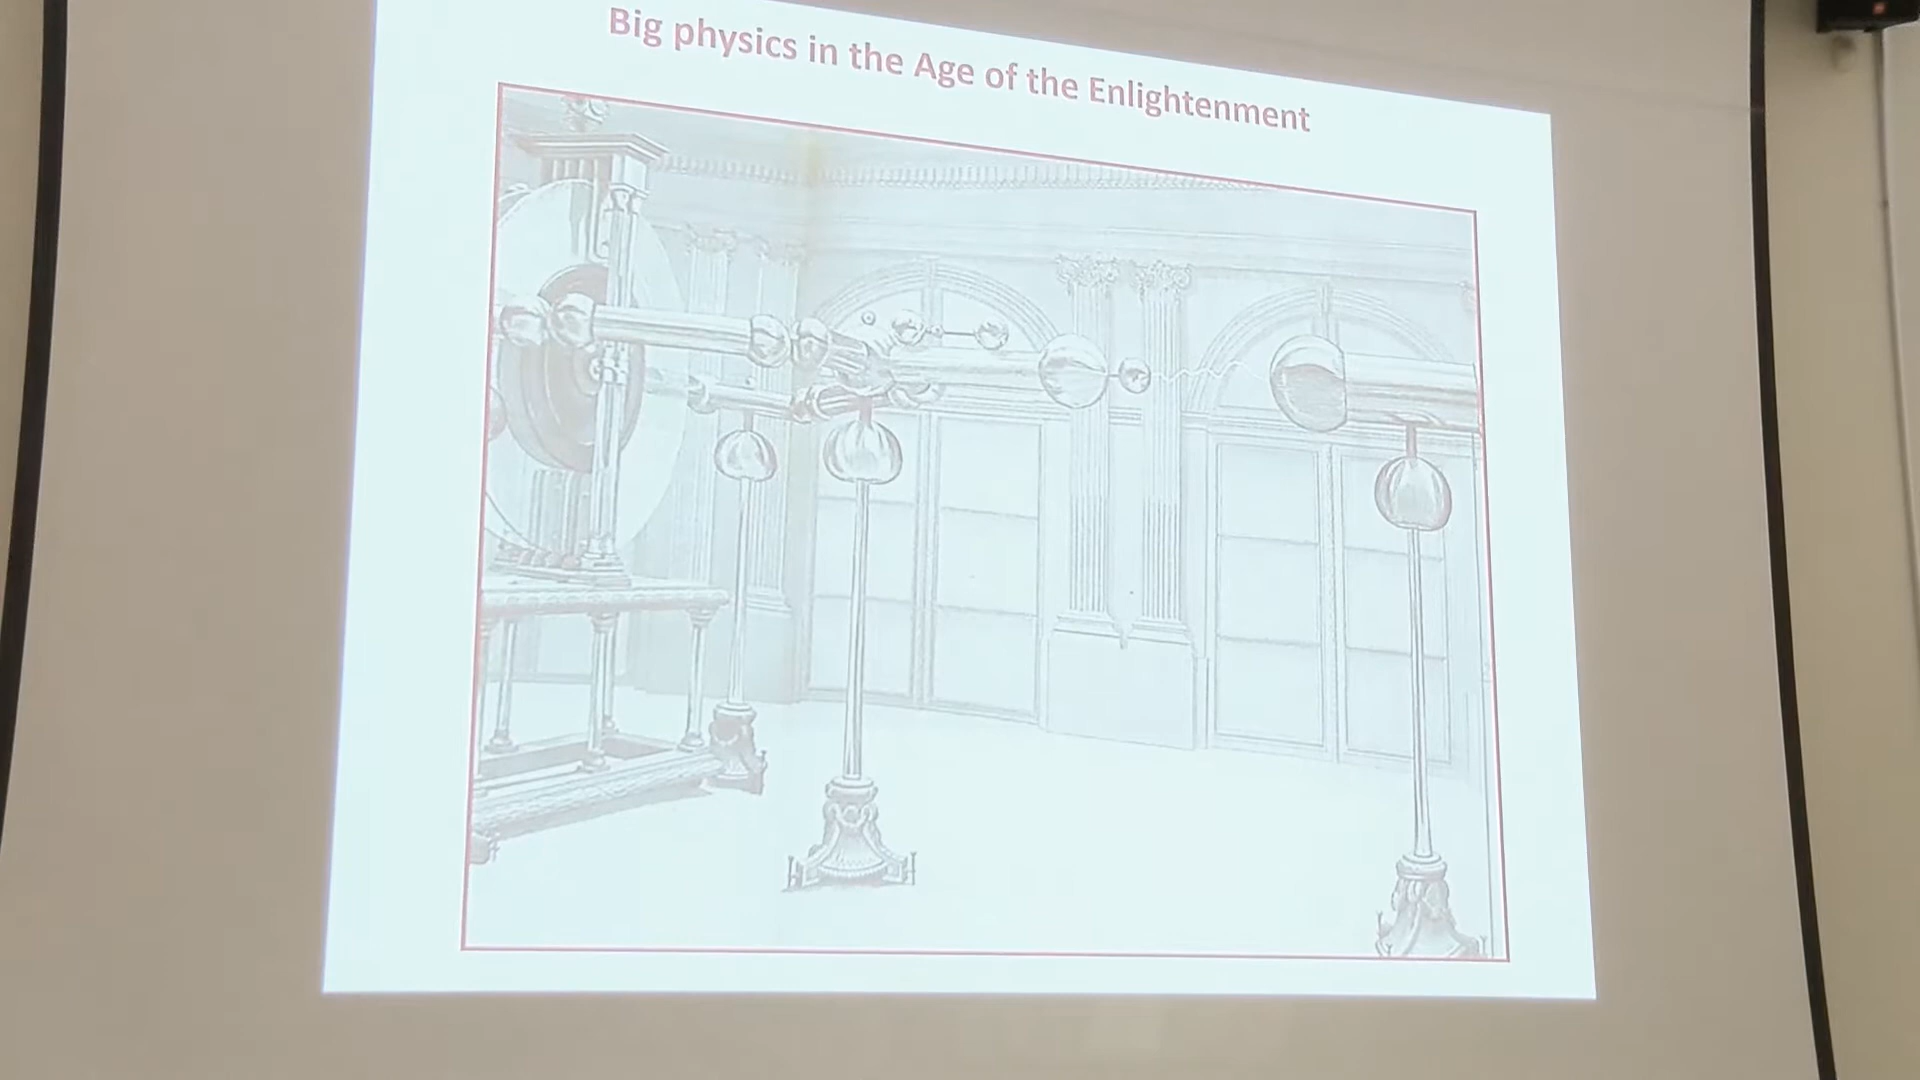 Big physics in the Age of the Enlightenment